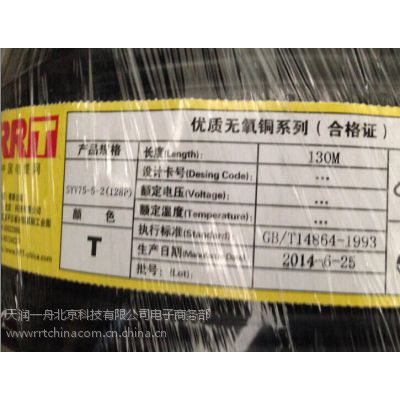 优质无氧铜系列（合格证）
RRT
产品规格
长度(Length): 130M
设计卡号(Desing Code)... ...
SYV75-5-2(128P)
额定电压(Voltage)... ...
颜 色
额定温度(Temperature)... ...
T
执行标准(Standard) GB/T14864-1993
生产日期 2014-6-25
批号: (Lot):
天润一舟北京科技有限公司电子商务部
www.rrtchinacom.cn.china.cn